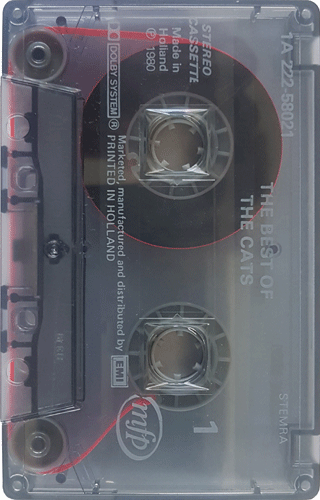 1A 222-58021
STEREO
CASSETTE
Made in
Holland
℗ 1980
DOLBY SYSTEM®
THE BEST OF
THE CATS
Marketed, manufactured and distributed by EMI
PRINTED IN HOLLAND
STEMRA
1
mfp